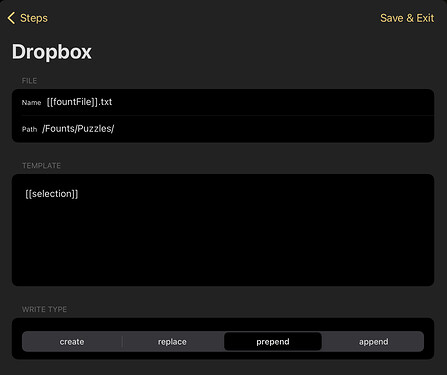 Steps Save & Exit
Dropbox
FILE
Name [[fountFile]].txt
Path /Founts/Puzzles/
TEMPLATE
[[selection]]
WRITE TYPE
create replace prepend append